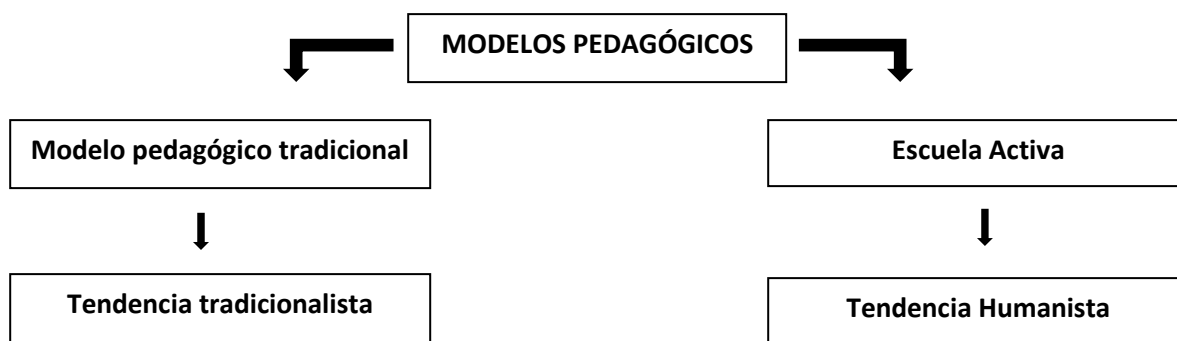 MODELOS PEDAGÓGICOS
Modelo pedagógico tradicional
Escuela Activa
Tendencia tradicionalista
Tendencia Humanista